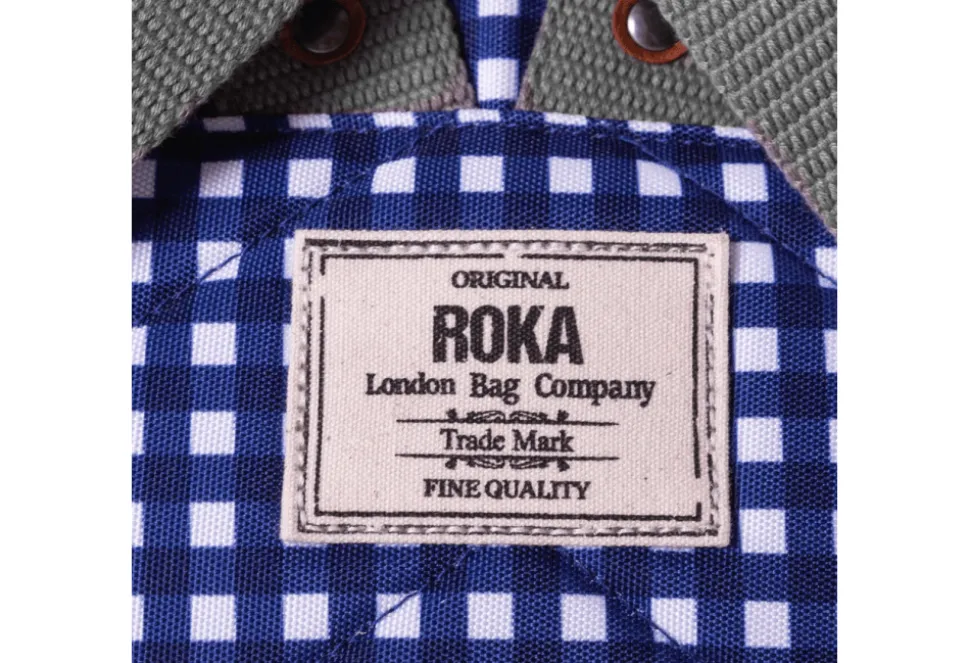 ORIGINAL
ROKA
London Bag Company
Trade Mark
FINE QUALITY